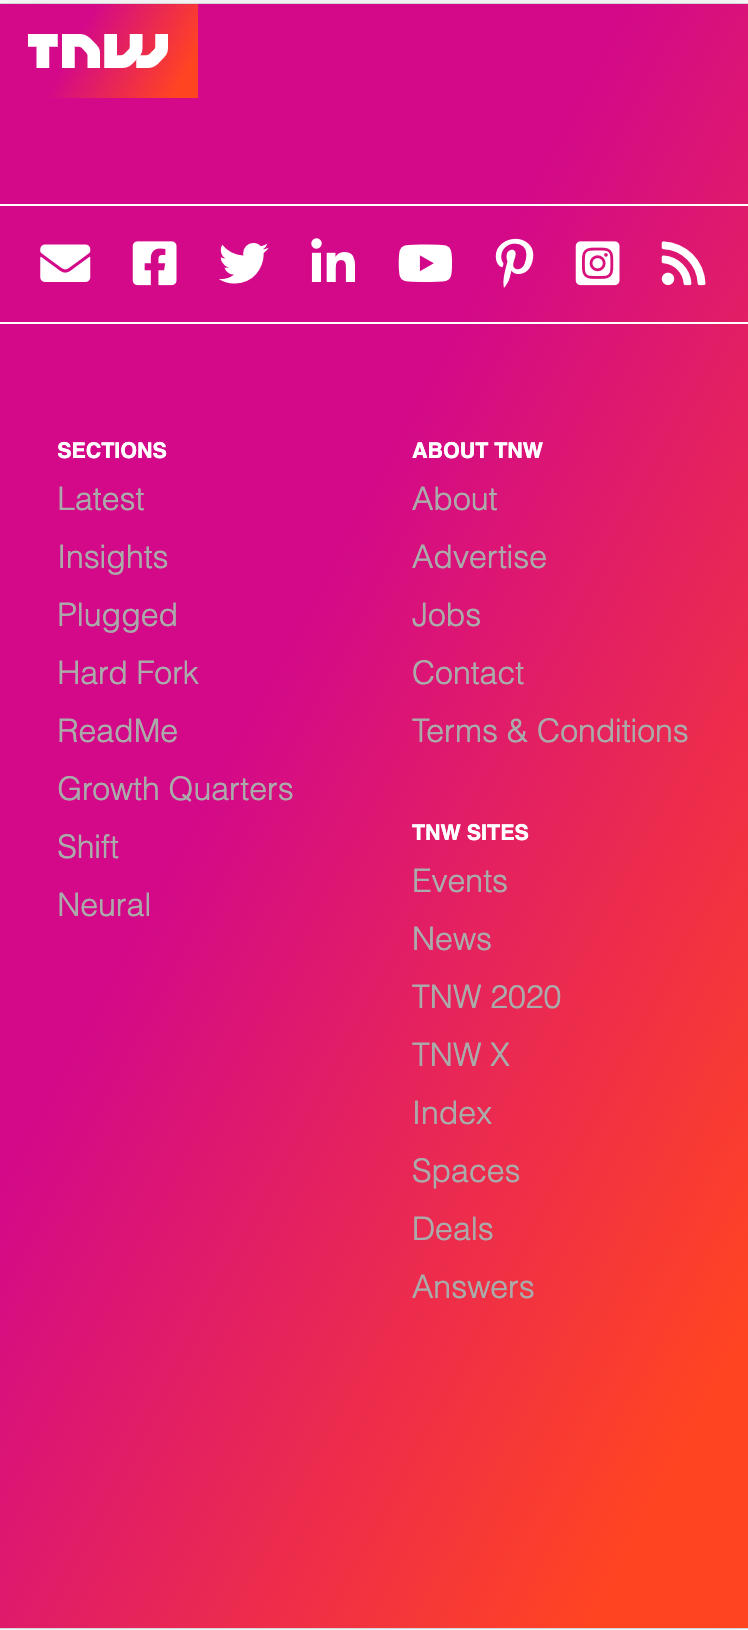 TNW
SECTIONS
Latest
Insights
Plugged
Hard Fork
ReadMe
Growth Quarters
Shift
Neural
ABOUT TNW
About
Advertise
Jobs
Contact
Terms & Conditions
TNW SITES
Events
News
TNW 2020
TNW X
Index
Spaces
Deals
Answers